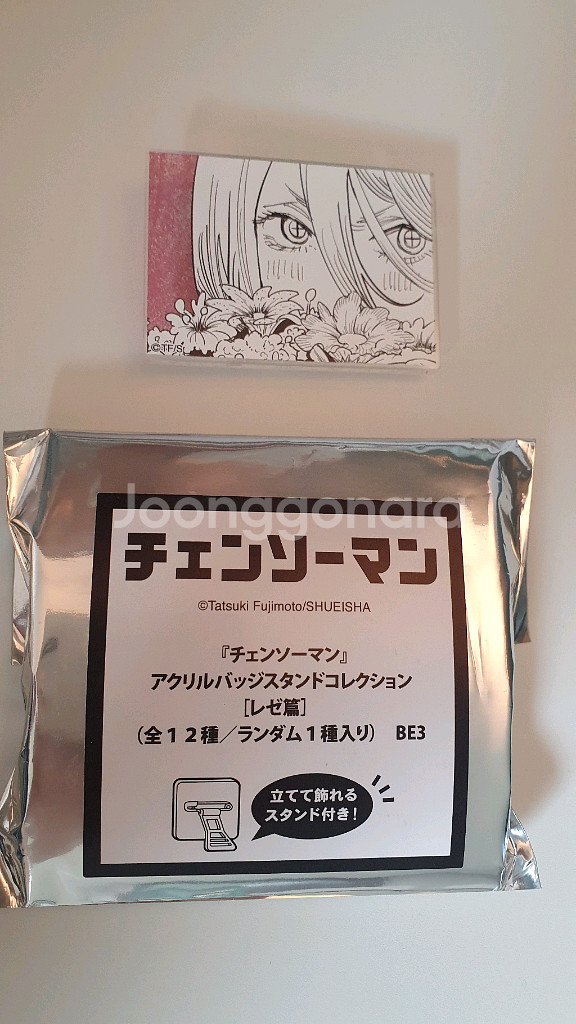 ©TF/S
Joonggonara
チェンソーマン
©Tatsuki Fujimoto/SHUEISHA
『チェンソーマン』
アクリルバッジスタンドコレクション
[レゼ篇]
(全12種/ランダム1種入り) BE3
立てて飾れる
スタンド付き!